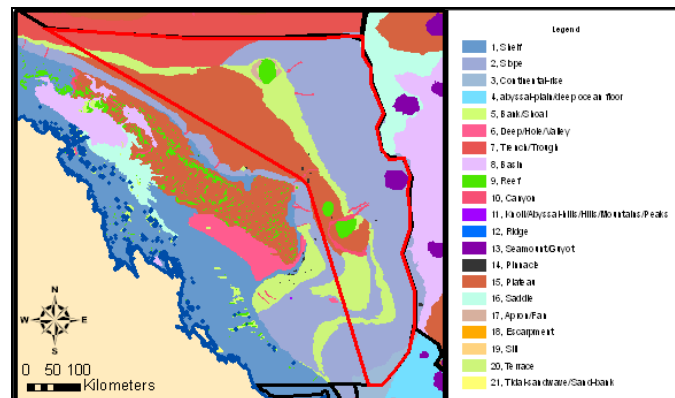 Legend
1, Shelf
2, Slope
3, Continental-rise
4, abyssal-plain/deep ocean floor
5, Bank/Shoal
6, Deep/Hole/Valley
7, Trench/Trough
8, Basin
9, Reef
10, Canyon
11, Knoll/Abyssal-hills/Hills/Mountains/Peaks
12, Ridge
13, Seamount/Guyot
14, Pinnacle
15, Plateau
16, Saddle
17, Apron/Fan
18, Escarpment
19, Sill
20, Terrace
21, Tidal-sandwave/Sand-bank
N
W E
S
0 50 100
Kilometers